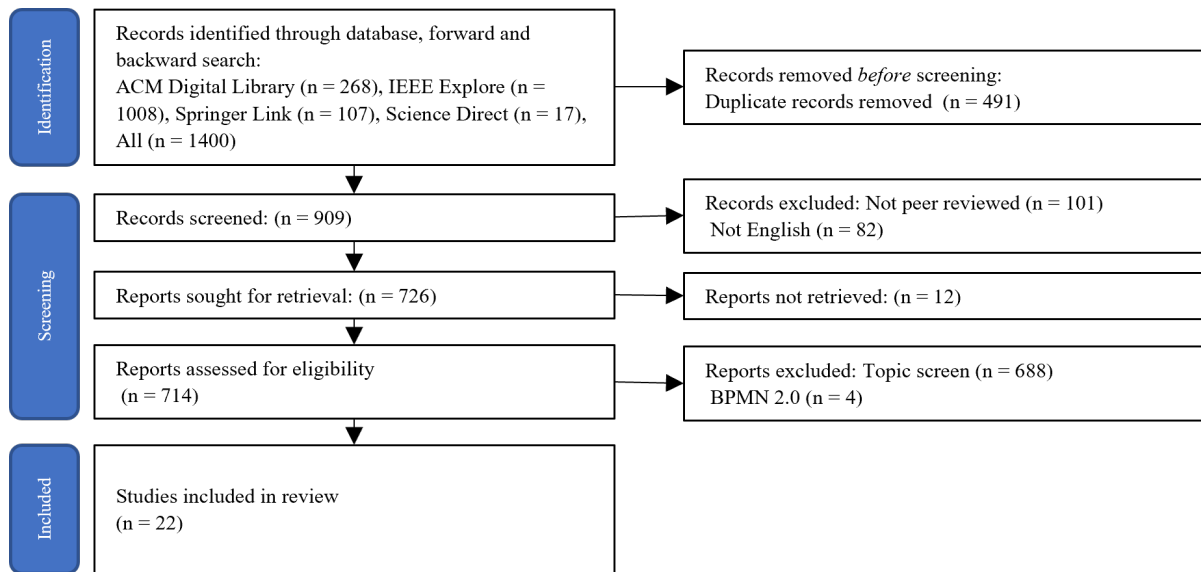 Identification
Records identified through database, forward and
backward search:
ACM Digital Library (n = 268), IEEE Explore (n =
1008), Springer Link (n = 107), Science Direct (n = 17),
All (n = 1400)
Records removed before screening:
Duplicate records removed (n = 491)
Screening
Records screened: (n = 909)
Records excluded: Not peer reviewed (n = 101)
Not English (n = 82)
Reports sought for retrieval: (n = 726)
Reports not retrieved: (n = 12)
Reports assessed for eligibility
(n = 714)
Reports excluded: Topic screen (n = 688)
BPMN 2.0 (n = 4)
Included
Studies included in review
(n = 22)